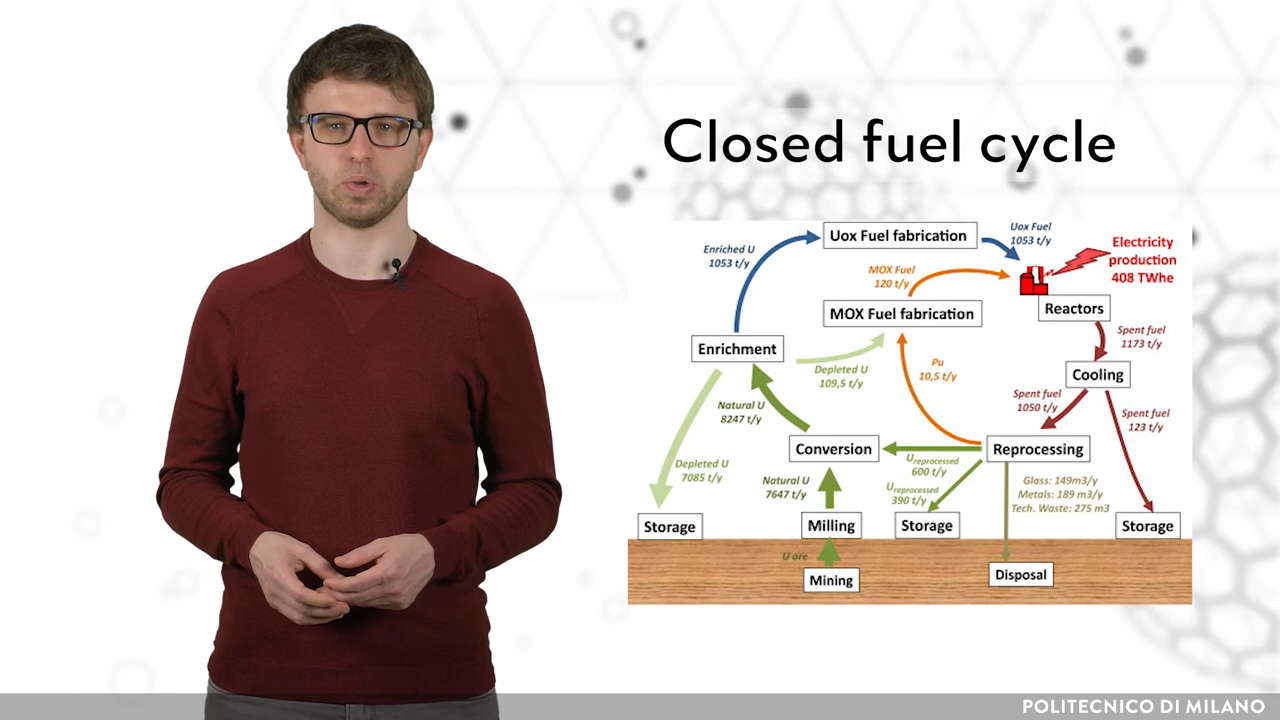 Closed fuel cycle
Uox Fuel fabrication
Uox Fuel
1053 t/y
Enriched U
1053 t/y
Electricity
production
408 TWhe
MOX Fuel
120 t/y
MOX Fuel fabrication
Reactors
Spent fuel
1173 t/y
Enrichment
Depleted U
109,5 t/y
Pu
10,5 t/y
Cooling
Natural U
8247 t/y
Spent fuel
1050 t/y
Spent fuel
123 t/y
Conversion
Reprocessing
Depleted U
7085 t/y
Natural U
7647 t/y
Ureprocessed
600 t/y
Ureprocessed
390 t/y
Glass: 149m3/y
Metals: 189 m3/y
Tech. Waste: 275 m3
Storage
Milling
Storage
Storage
U ore
Mining
Disposal
POLITECNICO DI MILANO